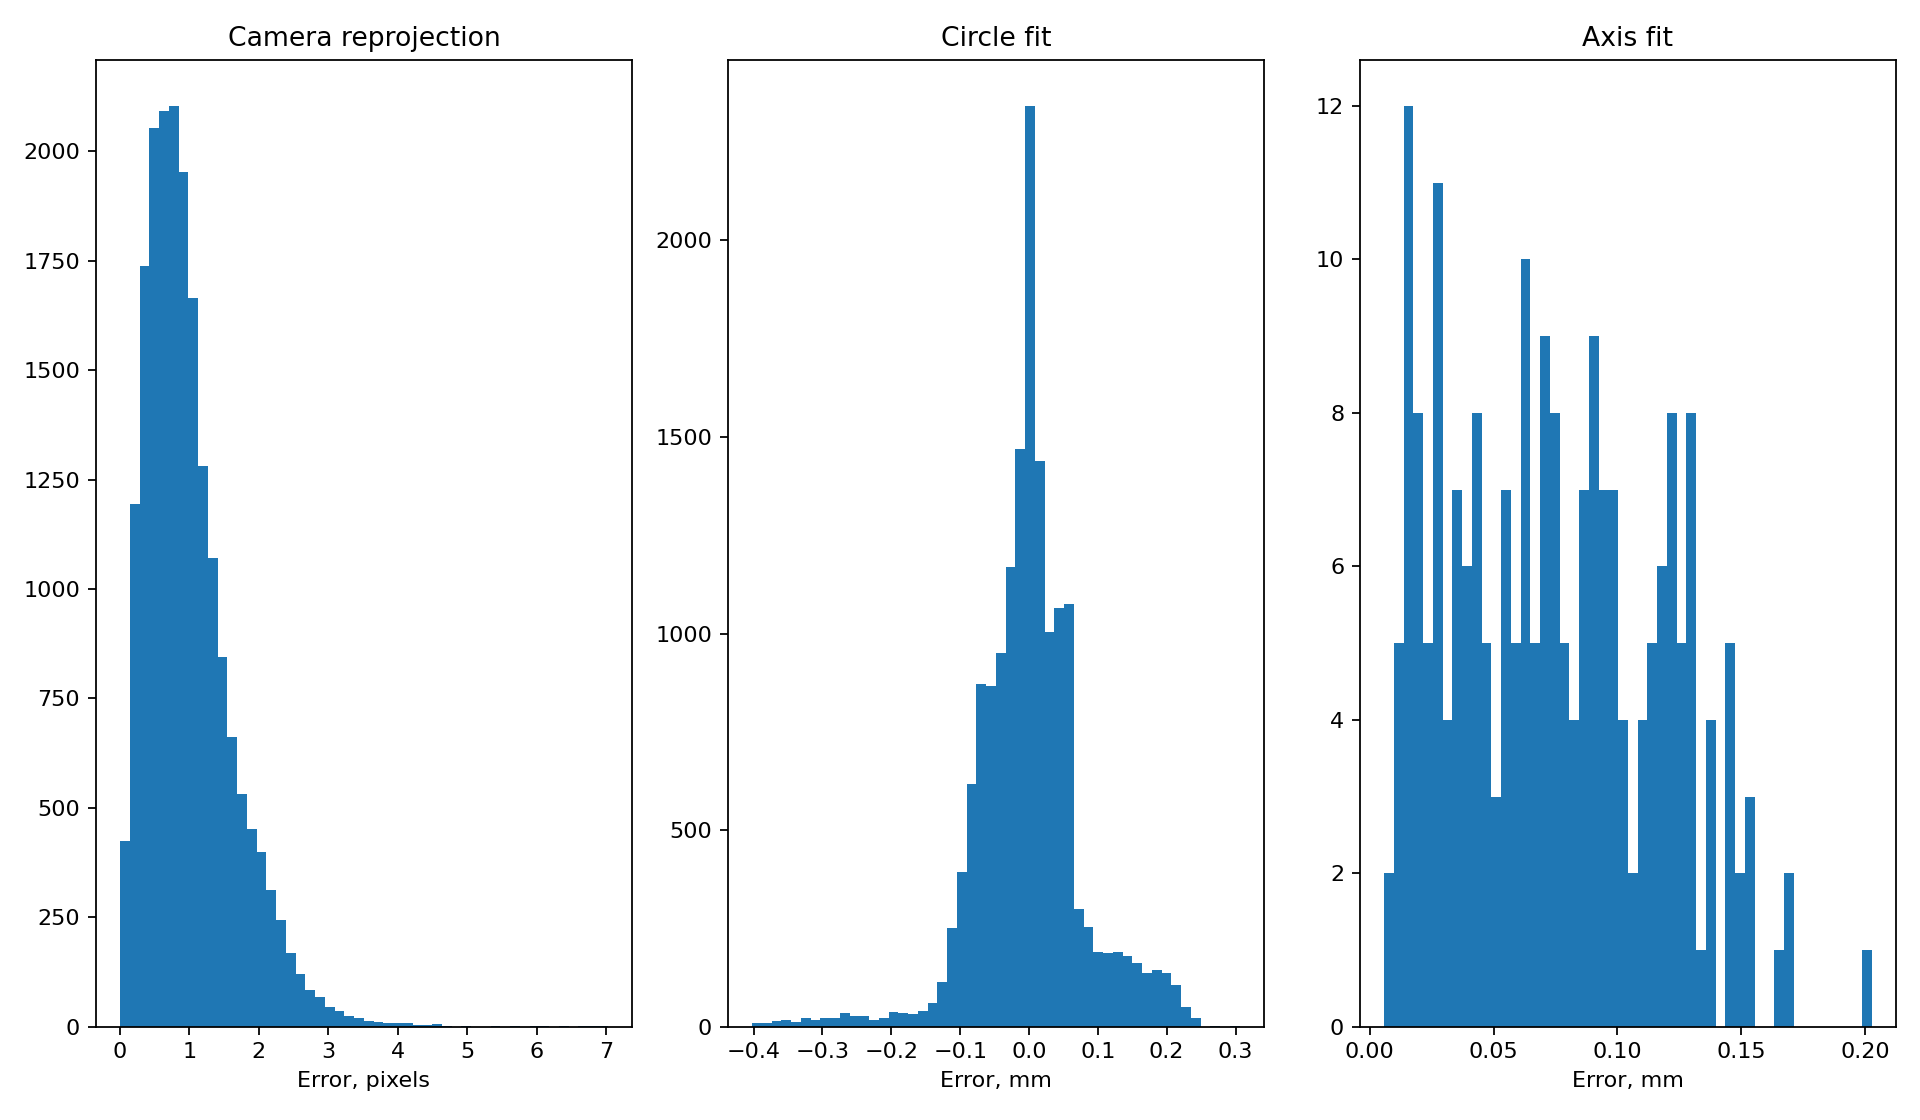 Camera reprojection
2000
1750
1500
1250
1000
750
500
250
0
0 1 2 3 4 5 6 7
Error, pixels
Circle fit
2000
1500
1000
500
0
−0.4 −0.3 −0.2 −0.1 0.0 0.1 0.2 0.3
Error, mm
Axis fit
12
10
8
6
4
2
0
0.00 0.05 0.10 0.15 0.20
Error, mm